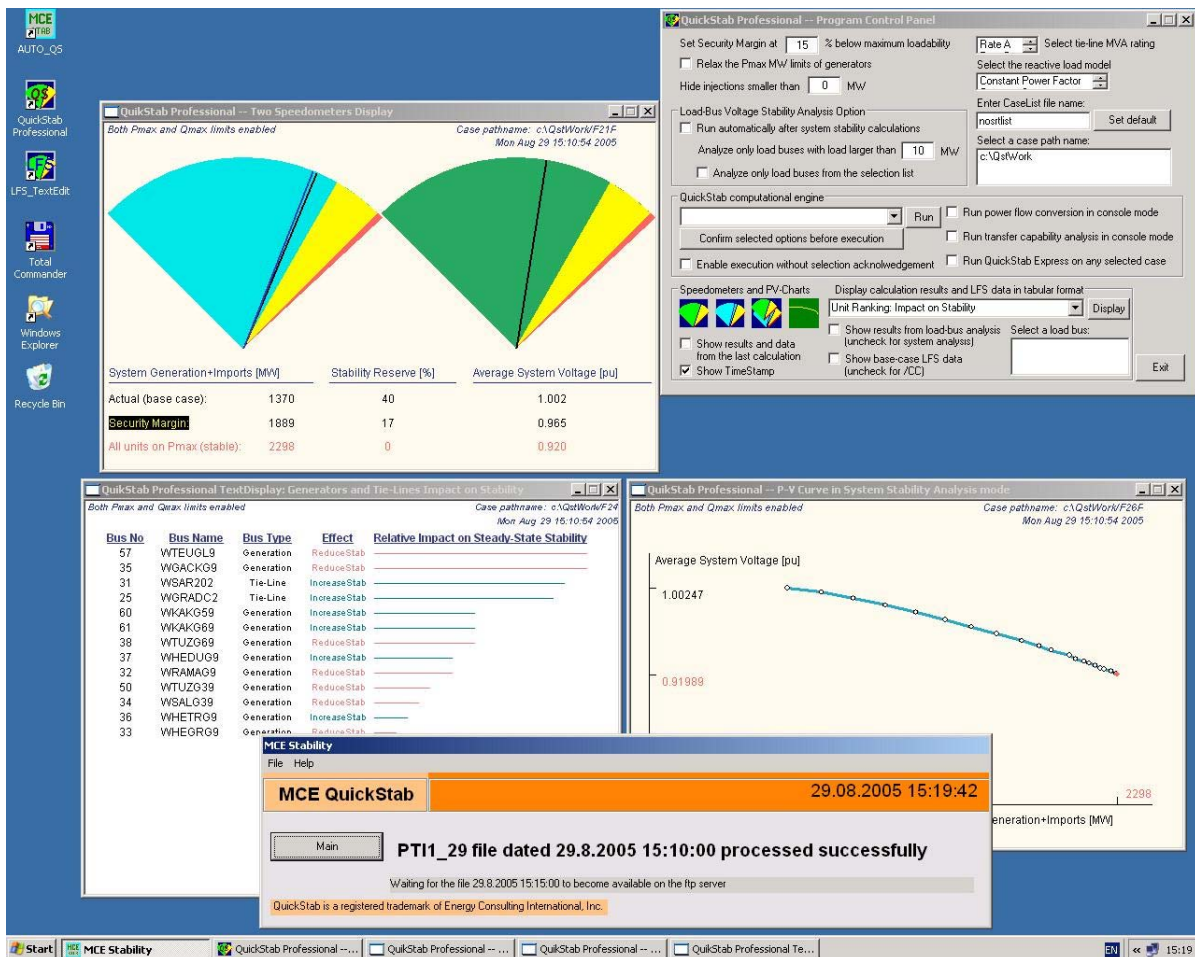 MCE
TAB
AUTO_QS
QuickStab
Professional
LFS_TextEdit
Total
Commander
Windows
Explorer
Recycle Bin
QuikStab Professional -- Two Speedometers Display
Both Pmax and Qmax limits enabled
Case pathname: c:\QstWork/F21F
Mon Aug 29 15:10:54 2005
System Generation+Imports [MW] Stability Reserve [%] Average System Voltage [pu]
Actual (base case): 1370 40 1.002
Security Margin: 1889 17 0.965
All units on Pmax (stable): 2298 0 0.920
QuickStab Professional -- Program Control Panel
Set Security Margin at 15 % below maximum loadability
Rate A Select tie-line MVA rating
Relax the Pmax MW limits of generators
Select the reactive load model
Hide injections smaller than 0 MW
Constant Power Factor
Load-Bus Voltage Stability Analysis Option
Run automatically after system stability calculations
Analyze only load buses with load larger than 10 MW
Analyze only load buses from the selection list
Enter CaseList file name:
nosrtlist Set default
Select a case path name:
c:\QstWork
QuickStab computational engine
Run
Confirm selected options before execution
Enable execution without selection acknolwedgement
Run power flow conversion in console mode
Run transfer capability analysis in console mode
Run QuickStab Express on any selected case
Speedometers and PV-Charts
Show results and data
from the last calculation
Show TimeStamp
Display calculation results and LFS data in tabular format
Unit Ranking: Impact on Stability Display
Show results from load-bus analysis
(uncheck for system analysis)
Show base-case LFS data
(uncheck for /CC)
Select a load bus:
Exit
QuikStab Professional TextDisplay: Generators and Tie-Lines Impact on Stability
Both Pmax and Qmax limits enabled
Case pathname: c:\QstWork/F24
Mon Aug 29 15:10:54 2005
Bus No Bus Name Bus Type Effect Relative Impact on Steady-State Stability
57 WTEUGL9 Generation ReduceStab
35 WGACKG9 Generation ReduceStab
31 WSAR202 Tie-Line IncreaseStab
25 WGRADC2 Tie-Line IncreaseStab
60 WKAKG59 Generation IncreaseStab
61 WKAKG69 Generation IncreaseStab
38 WTUZG69 Generation ReduceStab
37 WHEDUG9 Generation IncreaseStab
32 WRAMAG9 Generation ReduceStab
50 WTUZG39 Generation ReduceStab
34 WSALG39 Generation ReduceStab
36 WHETRG9 Generation IncreaseStab
33 WHEGRG9 Generation ReduceStab
QuikStab Professional -- P-V Curve in System Stability Analysis mode
Both Pmax and Qmax limits enabled
Case pathname: c:\QstWork/F26F
Mon Aug 29 15:10:54 2005
Average System Voltage [pu]
1.00247
0.91989
2298
eneration+Imports [MW]
MCE Stability
File Help
MCE QuickStab
29.08.2005 15:19:42
Main
PTI1_29 file dated 29.8.2005 15:10:00 processed successfully
Waiting for the file 29.8.2005 15:15:00 to become available on the ftp server
QuickStab is a registered trademark of Energy Consulting International, Inc.
Start
MCE Stability
QuickStab Professional --...
QuikStab Professional -- ...
QuikStab Professional -- ...
QuikStab Professional Te...
EN « 15:19